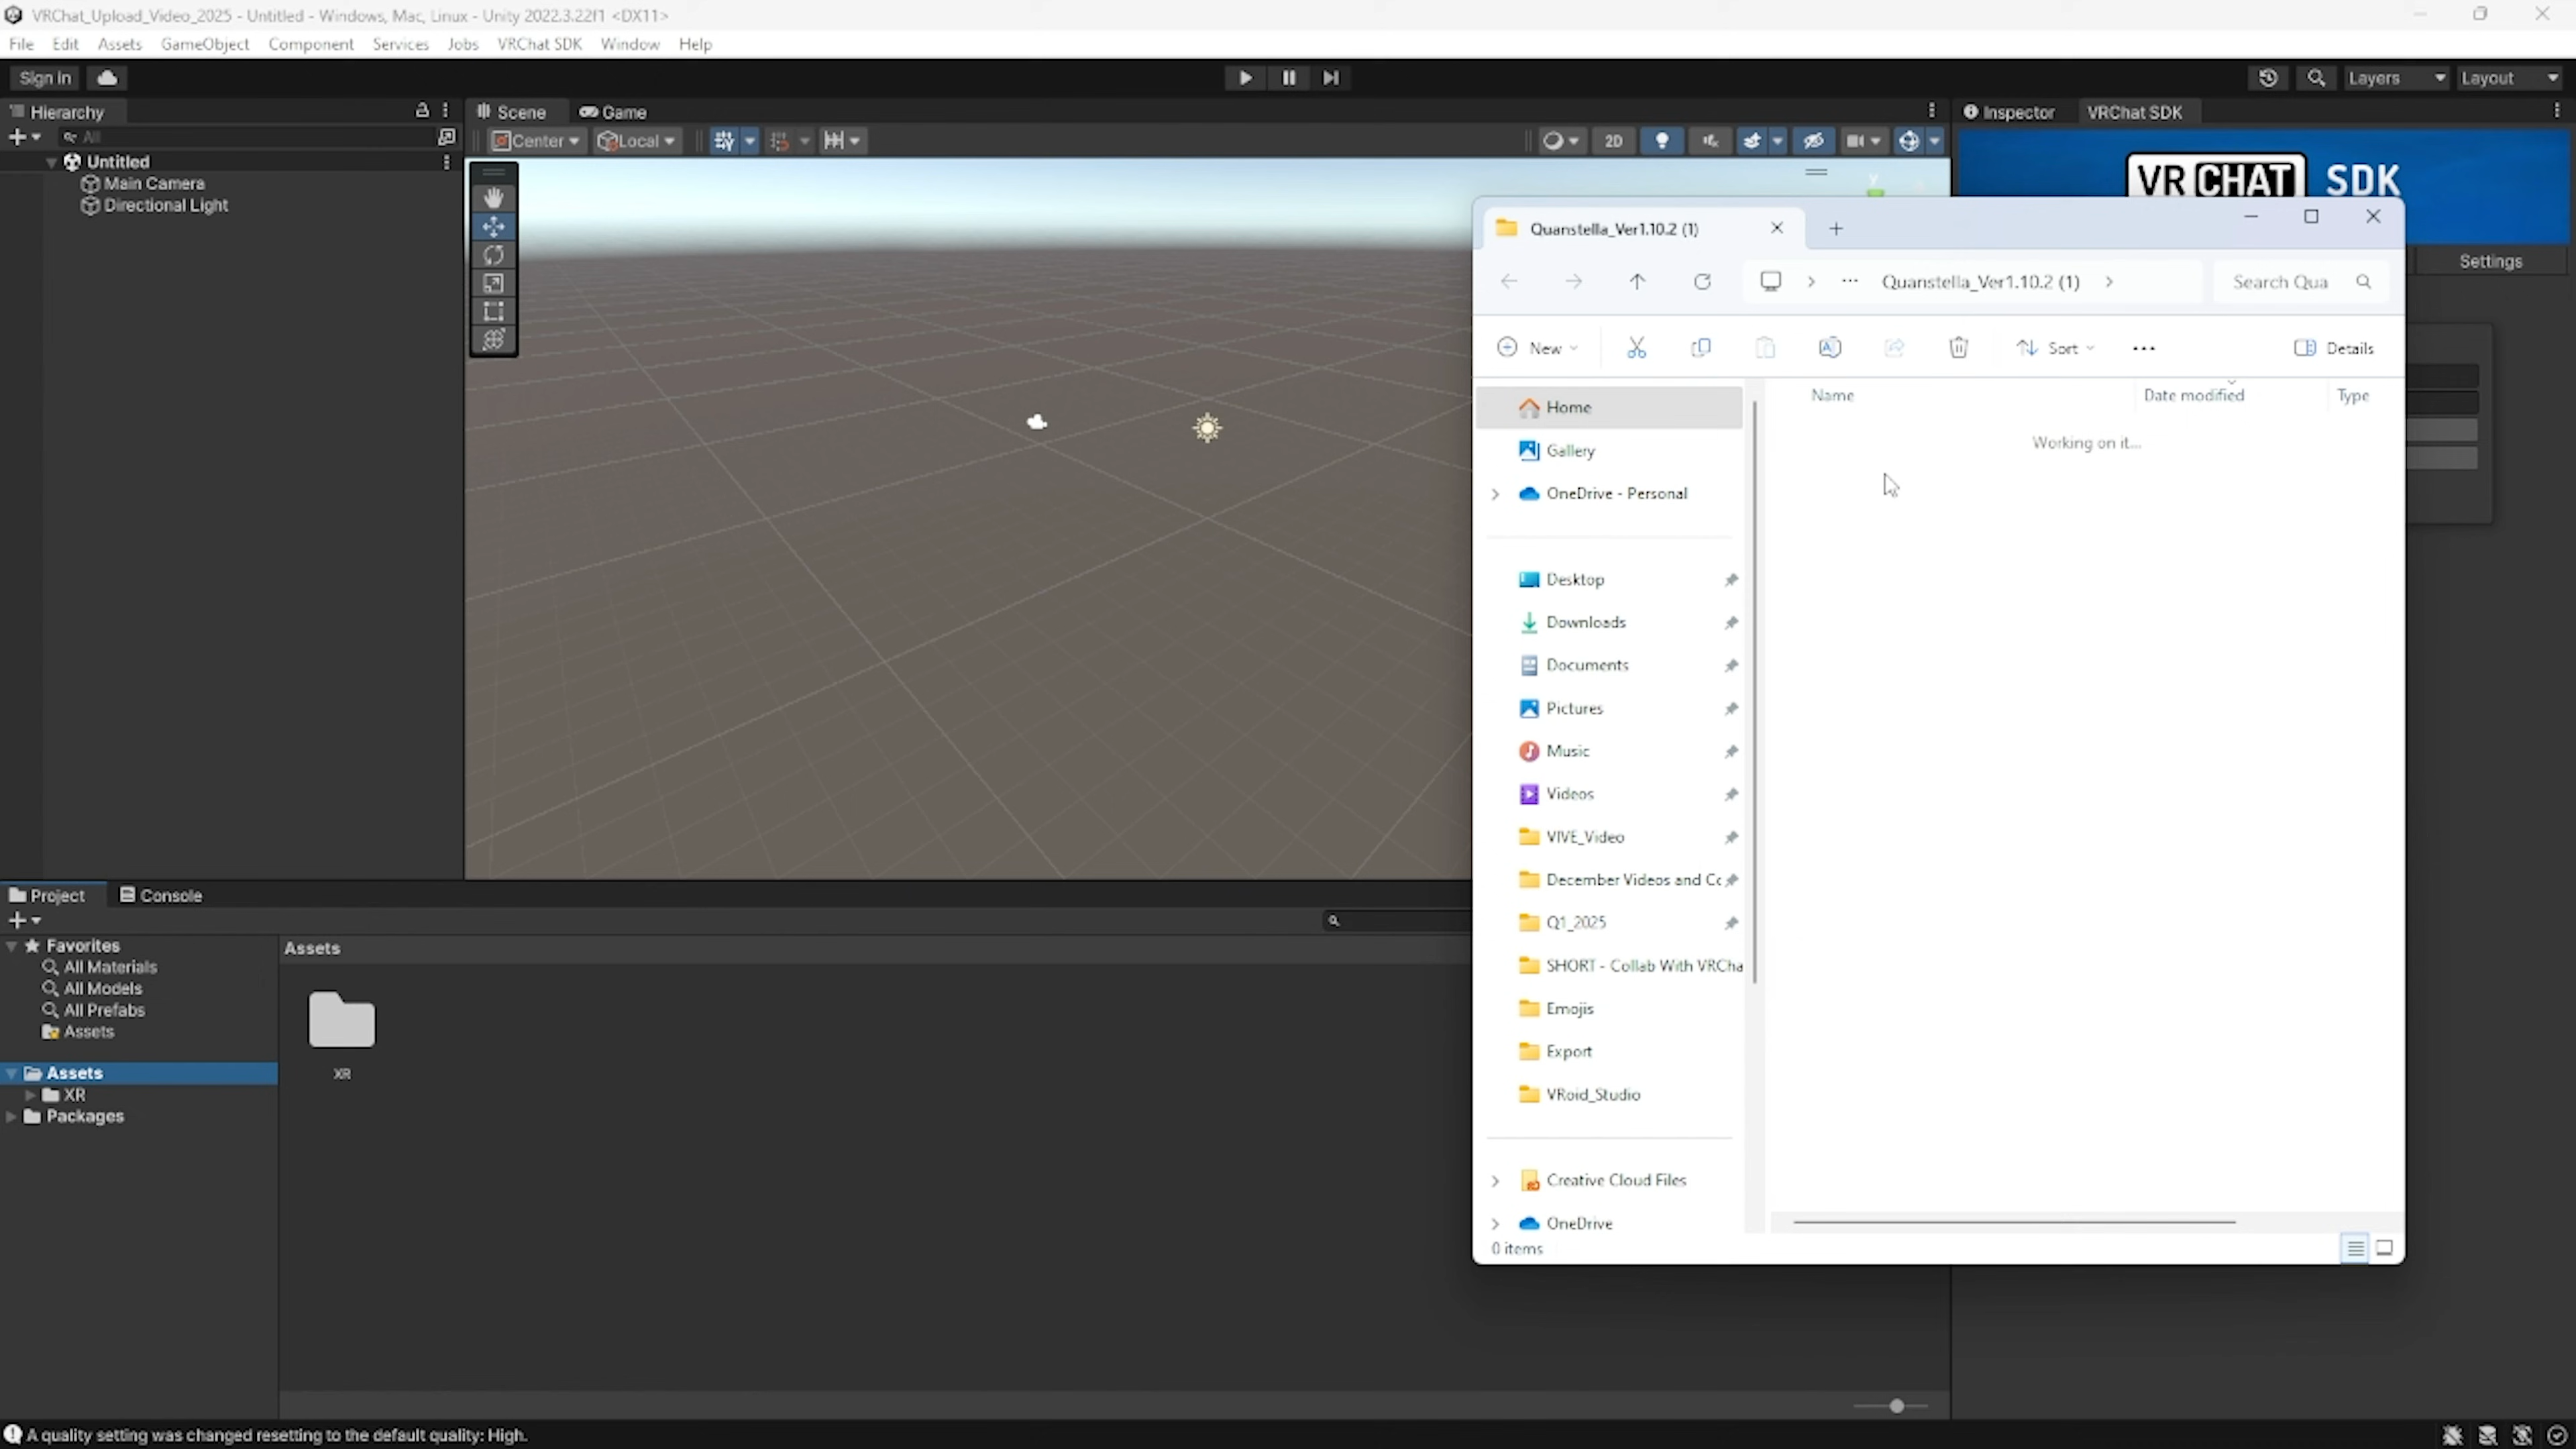 VRChat_Upload_Video_2025 - Untitled - Windows, Mac, Linux - Unity 2022.3.22f1 <DX11>
File Edit Assets GameObject Component Services Jobs VRChat SDK Window Help
Sign in
Layers Layout
Hierarchy
Scene Game
Inspector VRChat SDK
All
Center Local
2D
Untitled
Main Camera
Directional Light
VRCHAT SDK
Settings
Quanstella_Ver1.10.2 (1)
Quanstella_Ver1.10.2 (1)
Search Qua
New
Sort
Details
Name Date modified Type
Working on it...
Home
Gallery
OneDrive - Personal
Desktop
Downloads
Documents
Pictures
Music
Videos
VIVE_Video
December Videos and Cc
Q1_2025
SHORT - Collab With VRCha
Emojis
Export
VRoid_Studio
Creative Cloud Files
OneDrive
0 items
Project Console
Favorites
All Materials
All Models
All Prefabs
Assets
Assets
XR
Packages
Assets
XR
A quality setting was changed resetting to the default quality: High.